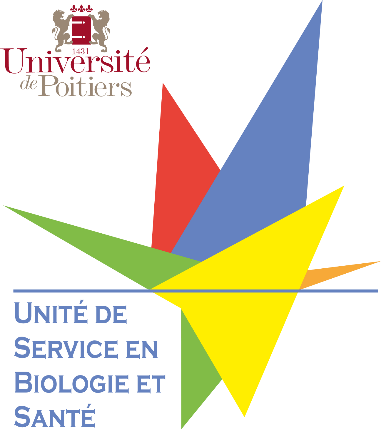 1431
Université
de Poitiers
UNITÉ DE
SERVICE EN
BIOLOGIE ET
SANTÉ